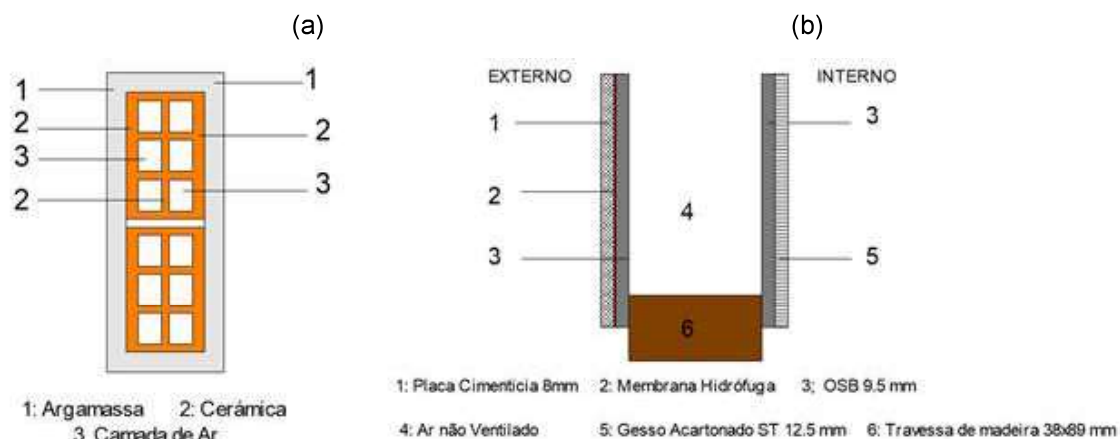 (a)
1
1
2
2
3
3
2
1: Argamassa 2: Cerámica
3. Camada de Ar
(b)
EXTERNO
INTERNO
1
3
2
4
3
5
6
1: Placa Cimenticia 8mm 2: Membrana Hidrófuga 3; OSB 9.5 mm
4: Ar não Ventilado 5: Gesso Acartonado ST 12.5 mm 6: Travessa de madeira 38x89 mm